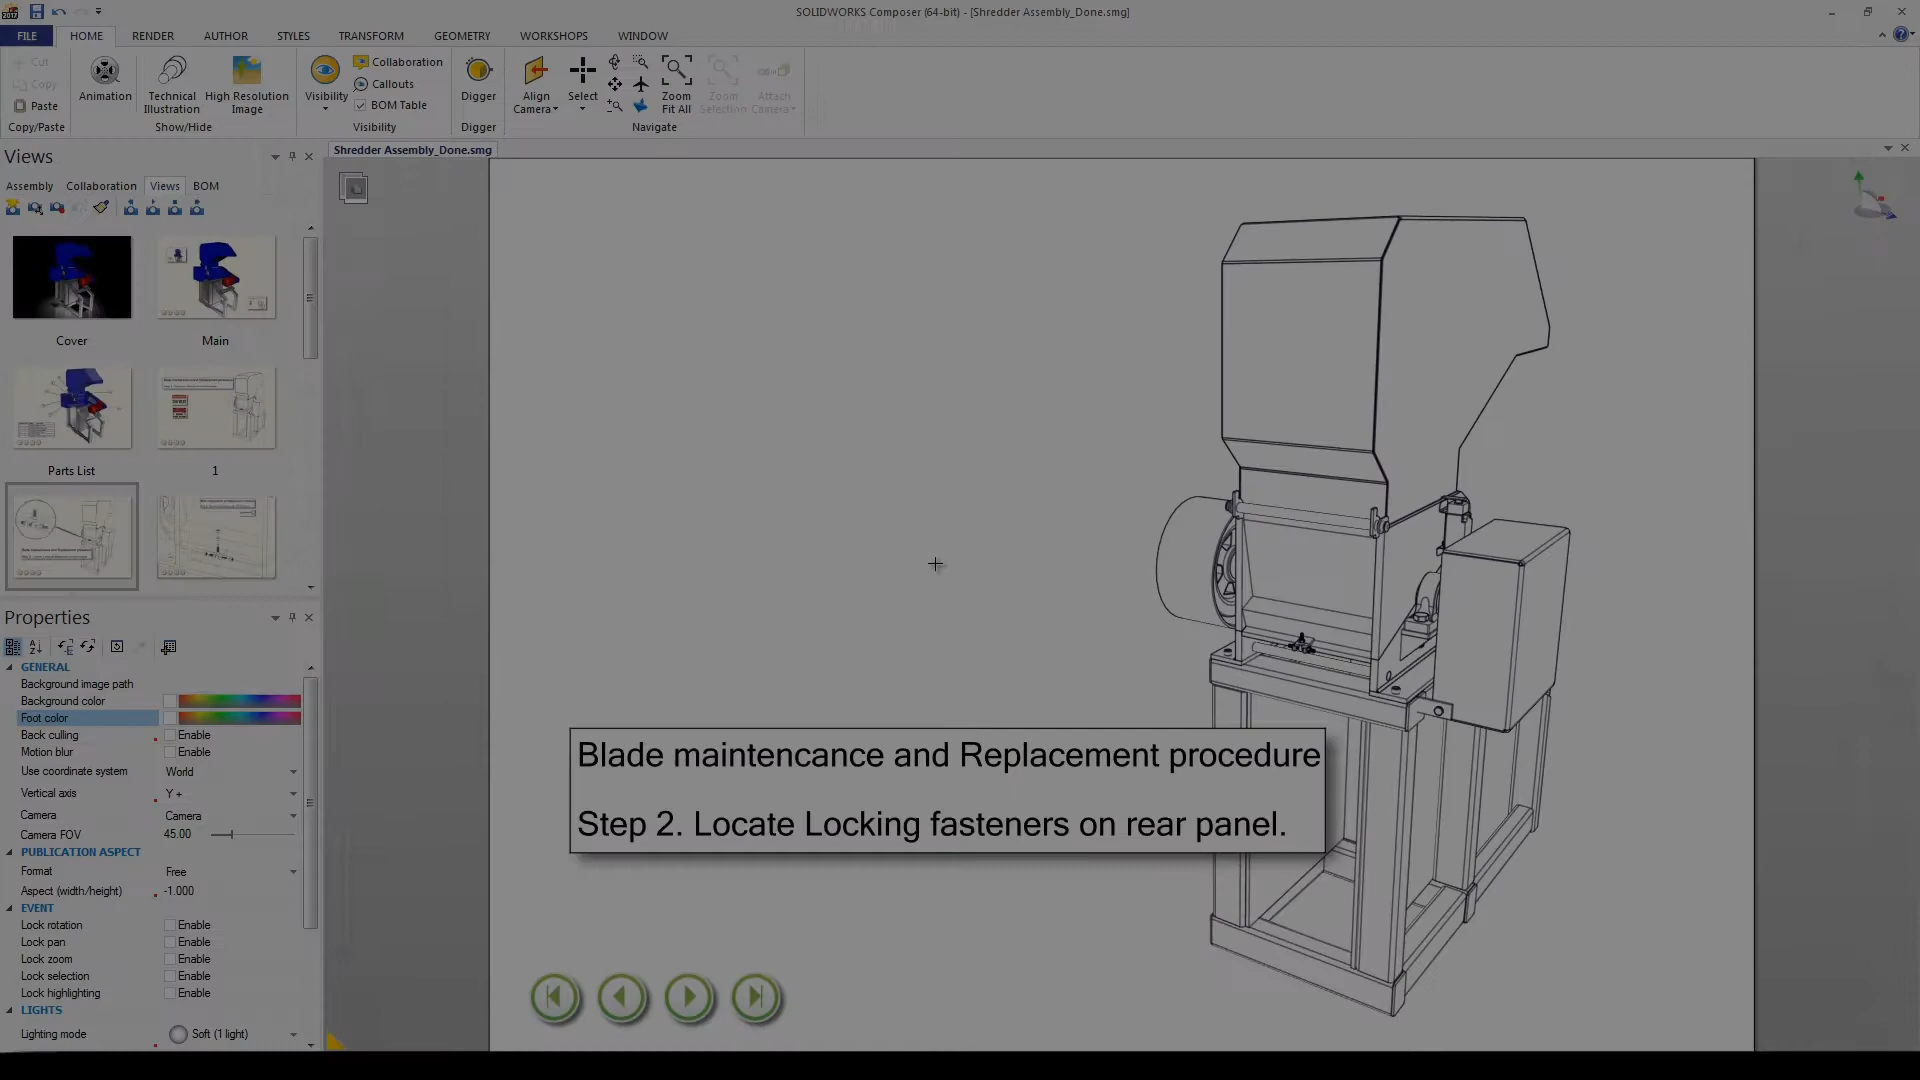 2017
SOLIDWORKS Composer (64-bit) - [Shredder Assembly_Done.smg]
FILE HOME RENDER AUTHOR STYLES TRANSFORM GEOMETRY WORKSHOPS WINDOW
Cut
Copy
Paste
Copy/Paste
Animation
Technical Illustration
High Resolution Image
Show/Hide
Visibility
Collaboration
Callouts
BOM Table
Visibility
Digger
Digger
Align Camera
Select
Zoom Fit All
Zoom Selection
Attach Camera
Navigate
Views
Shredder Assembly_Done.smg
Assembly Collaboration Views BOM
Cover
Main
Parts List
1
Properties
GENERAL
Background image path
Background color
Foot color
Back culling Enable
Motion blur Enable
Use coordinate system World
Vertical axis Y +
Camera Camera
Camera FOV 45.00
PUBLICATION ASPECT
Format Free
Aspect (width/height) -1.000
EVENT
Lock rotation Enable
Lock pan Enable
Lock zoom Enable
Lock selection Enable
Lock highlighting Enable
LIGHTS
Lighting mode Soft (1 light)
Blade maintencance and Replacement procedure
Step 2. Locate Locking fasteners on rear panel.